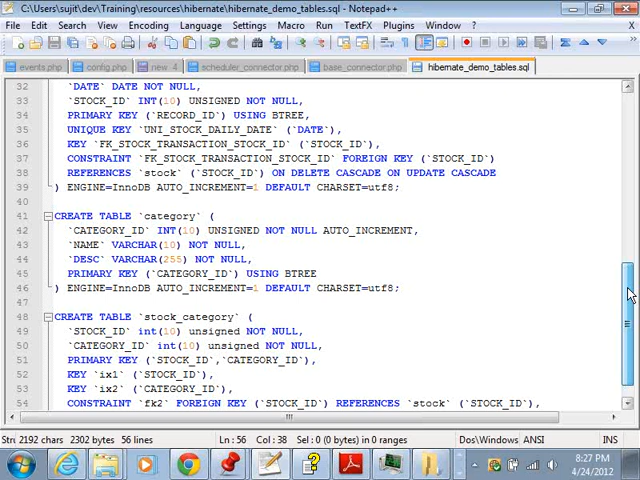 C:\Users\sujit\dev\Training\resources\hibernate\hibernate_demo_tables.sql - Notepad++
File Edit Search View Encoding Language Settings Macro Run TextFX Plugins Window ? X
events.php config.php new 4 scheduler_connector.php base_connector.php hibernate_demo_tables.sql
32 `DATE` DATE NOT NULL,
33 `STOCK_ID` INT(10) UNSIGNED NOT NULL,
34 PRIMARY KEY (`RECORD_ID`) USING BTREE,
35 UNIQUE KEY `UNI_STOCK_DAILY_DATE` (`DATE`),
36 KEY `FK_STOCK_TRANSACTION_STOCK_ID` (`STOCK_ID`),
37 CONSTRAINT `FK_STOCK_TRANSACTION_STOCK_ID` FOREIGN KEY (`STOCK_ID`)
38 REFERENCES `stock` (`STOCK_ID`) ON DELETE CASCADE ON UPDATE CASCADE
39 ) ENGINE=InnoDB AUTO_INCREMENT=1 DEFAULT CHARSET=utf8;
40
41 CREATE TABLE `category` (
42 `CATEGORY_ID` INT(10) UNSIGNED NOT NULL AUTO_INCREMENT,
43 `NAME` VARCHAR(10) NOT NULL,
44 `DESC` VARCHAR(255) NOT NULL,
45 PRIMARY KEY (`CATEGORY_ID`) USING BTREE
46 ) ENGINE=InnoDB AUTO_INCREMENT=1 DEFAULT CHARSET=utf8;
47
48 CREATE TABLE `stock_category` (
49 `STOCK_ID` int(10) unsigned NOT NULL,
50 `CATEGORY_ID` int(10) unsigned NOT NULL,
51 PRIMARY KEY (`STOCK_ID`,`CATEGORY_ID`),
52 KEY `ix1` (`STOCK_ID`),
53 KEY `ix2` (`CATEGORY_ID`),
54 CONSTRAINT `fk2` FOREIGN KEY (`STOCK_ID`) REFERENCES `stock` (`STOCK_ID`),
Stru 2192 chars 2302 bytes 56 lines Ln : 56 Col : 38 Sel : 0 (0 bytes) in 0 ranges Dos\Windows ANSI INS
8:27 PM
4/24/2012